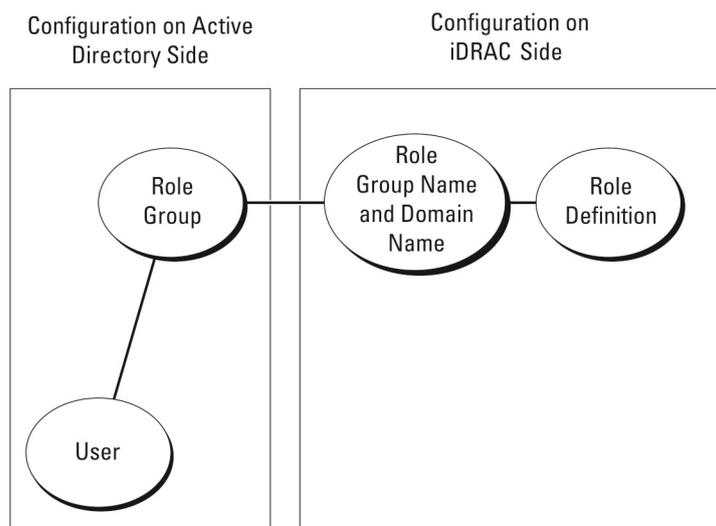 Configuration on Active
Directory Side
Configuration on
iDRAC Side
Role
Group
Role
Group Name
and Domain
Name
Role
Definition
User